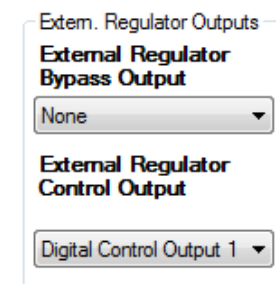 Extern. Regulator Outputs
External Regulator
Bypass Output
None
External Regulator
Control Output
Digital Control Output 1